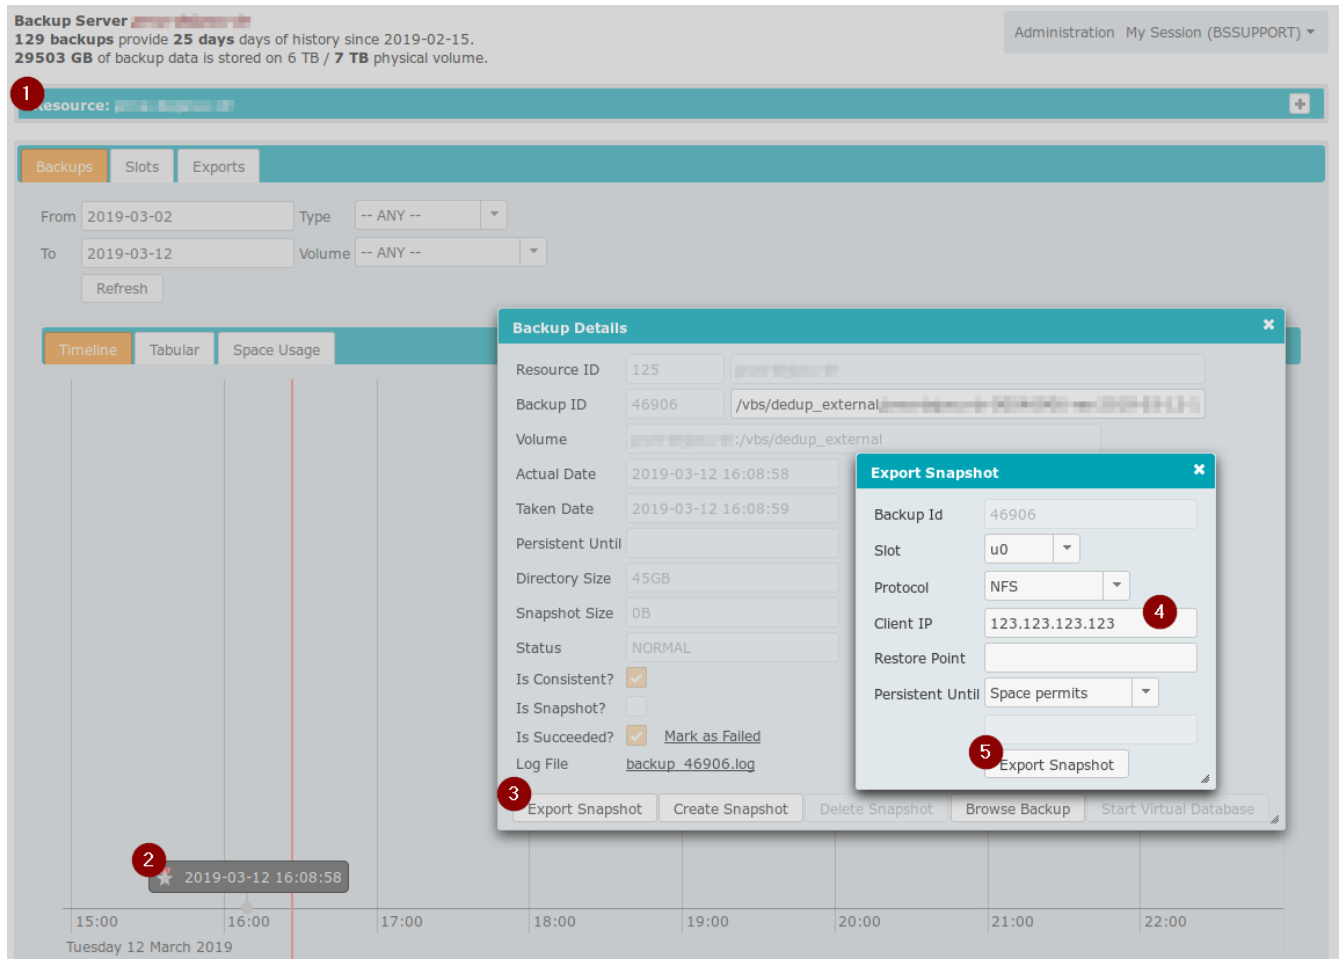 Backup Server
129 backups provide 25 days days of history since 2019-02-15.
29503 GB of backup data is stored on 6 TB / 7 TB physical volume.
Administration My Session (BSSUPPORT)
1
Resource:
Backups Slots Exports
From 2019-03-02 Type -- ANY --
To 2019-03-12 Volume -- ANY --
Refresh
Timeline Tabular Space Usage
Backup Details
Resource ID 125
Backup ID 46906 /vbs/dedup_external
Volume :/vbs/dedup_external
Actual Date 2019-03-12 16:08:58
Taken Date 2019-03-12 16:08:59
Persistent Until
Directory Size 45GB
Snapshot Size 0B
Status NORMAL
Is Consistent?
Is Snapshot?
Is Succeeded? Mark as Failed
Log File backup_46906.log
3
Export Snapshot Create Snapshot Delete Snapshot Browse Backup Start Virtual Database
Export Snapshot
Backup Id 46906
Slot u0
Protocol NFS
4
Client IP 123.123.123.123
Restore Point
Persistent Until Space permits
5
Export Snapshot
2
2019-03-12 16:08:58
15:00 16:00 17:00 18:00 19:00 20:00 21:00 22:00
Tuesday 12 March 2019